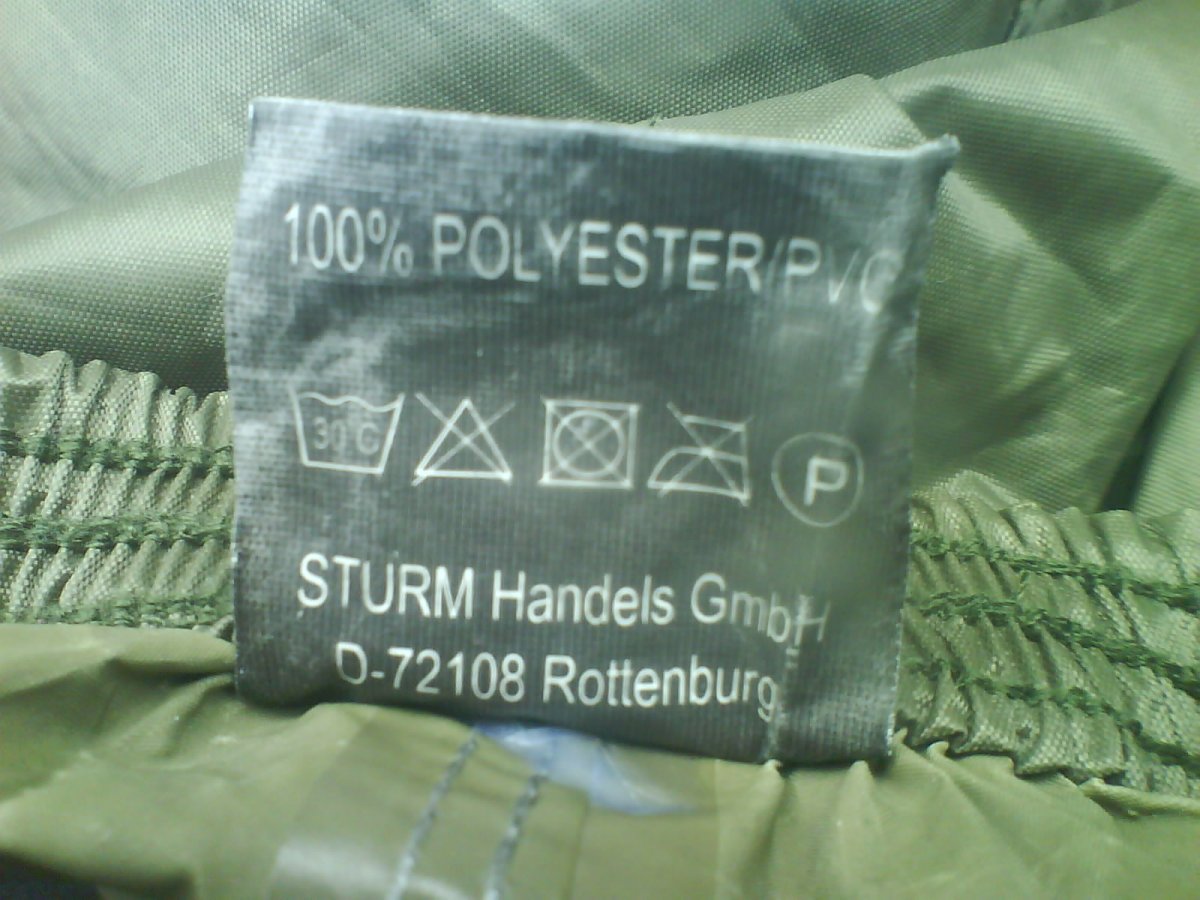 100% POLYESTER/PVC
30°C P
STURM Handels GmbH
D-72108 Rottenburg